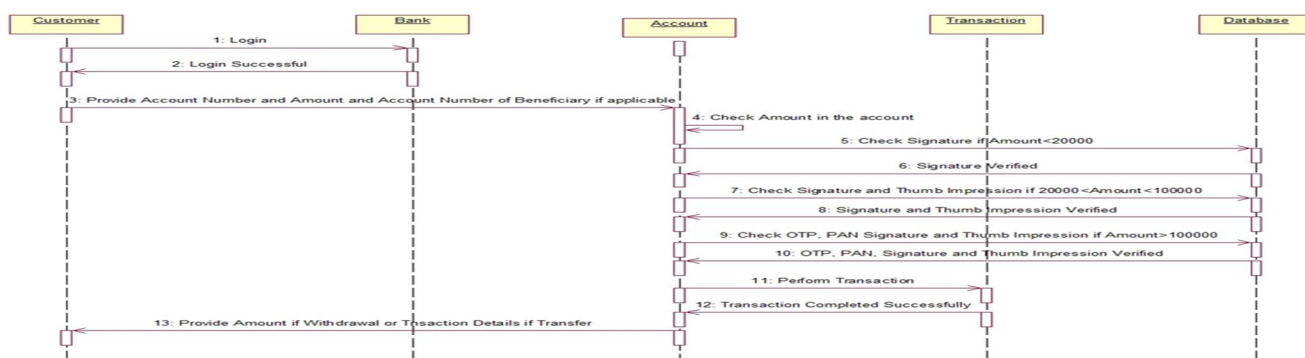 Customer
Bank
Account
Transaction
Database
1: Login
2: Login Successful
3: Provide Account Number and Amount and Account Number of Beneficiary if applicable
4: Check Amount in the account
5: Check Signature if Amount<20000
6: Signature Verified
7: Check Signature and Thumb Impression if 20000<Amount<100000
8: Signature and Thumb Impression Verified
9: Check OTP, PAN Signature and Thumb Impression if Amount>100000
10: OTP, PAN, Signature and Thumb Impression Verified
11: Perform Transaction
12: Transaction Completed Successfully
13: Provide Amount if Withdrawal or Tnsaction Details if Transfer